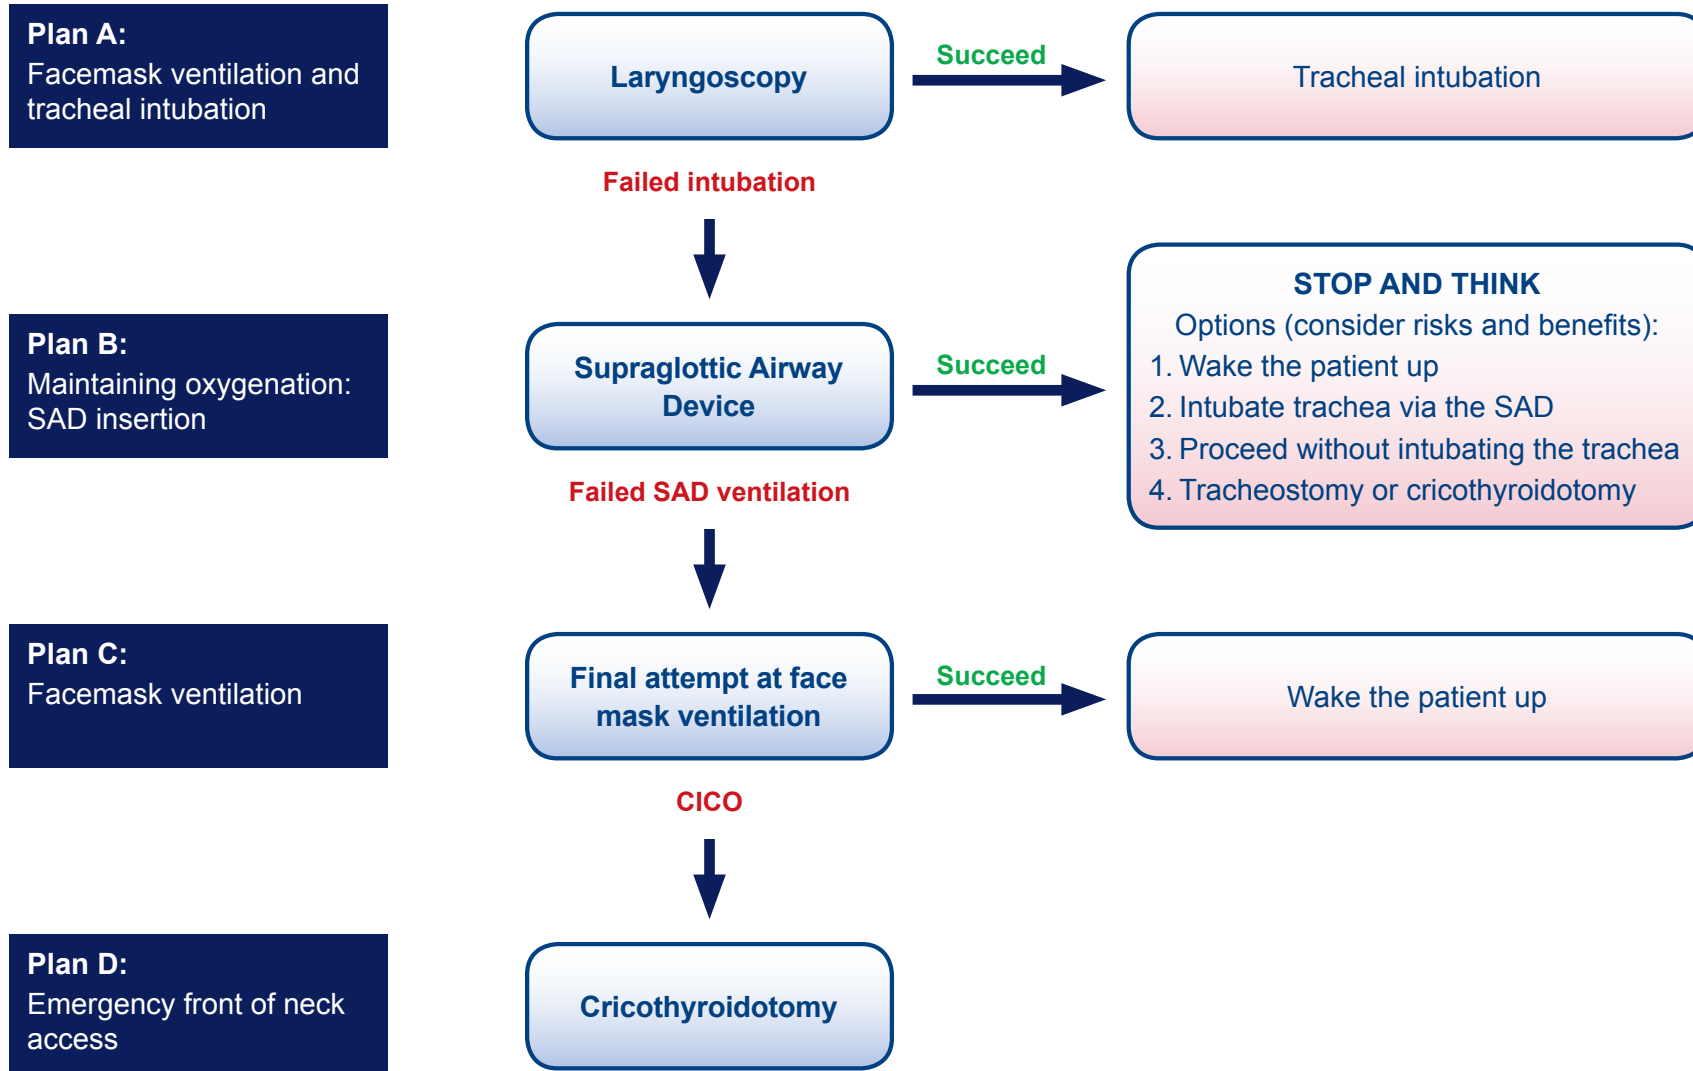 Plan A:
Facemask ventilation and
tracheal intubation
Laryngoscopy
Succeed
Tracheal intubation
Failed intubation
Plan B:
Maintaining oxygenation:
SAD insertion
Supraglottic Airway
Device
Succeed
STOP AND THINK
Options (consider risks and benefits):
1. Wake the patient up
2. Intubate trachea via the SAD
3. Proceed without intubating the trachea
4. Tracheostomy or cricothyroidotomy
Failed SAD ventilation
Plan C:
Facemask ventilation
Final attempt at face
mask ventilation
Succeed
Wake the patient up
CICO
Plan D:
Emergency front of neck
access
Cricothyroidotomy